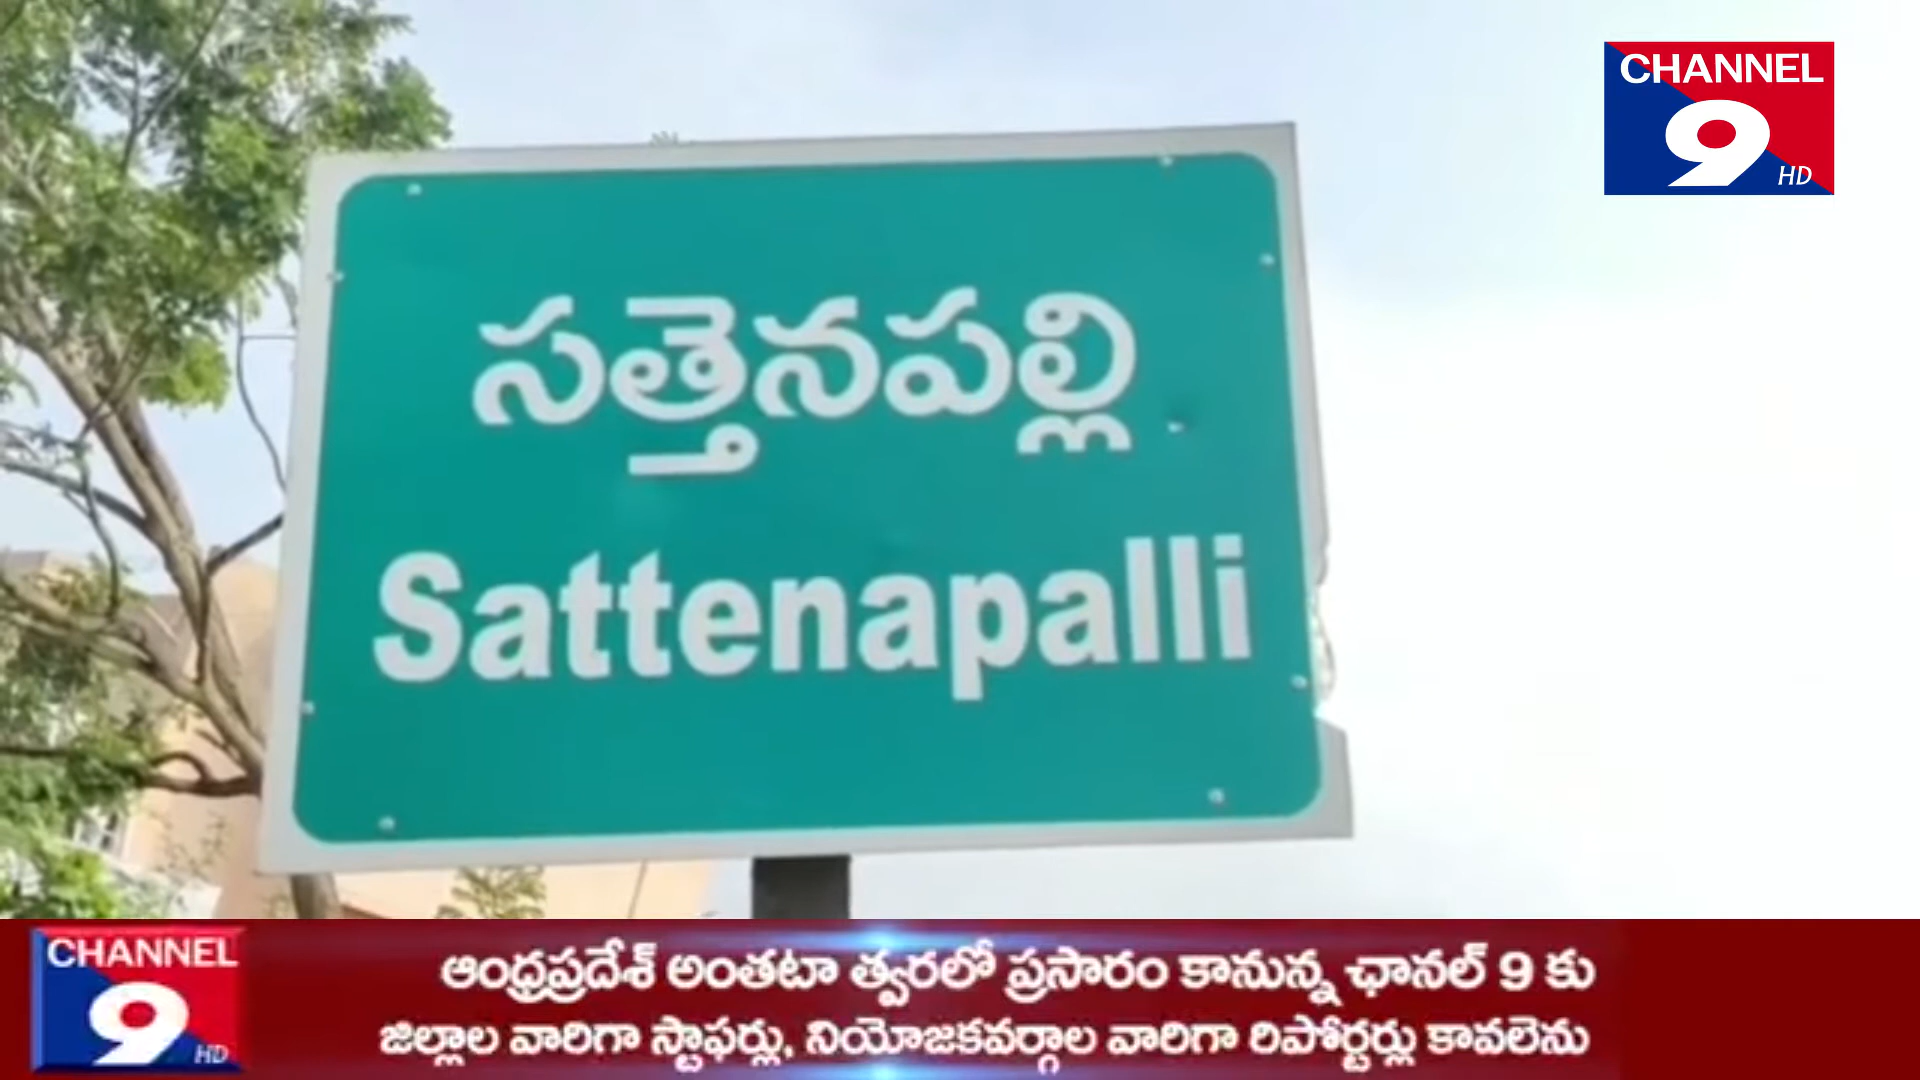 CHANNEL
9
HD
సత్తెనపల్లి
Sattenapalli
CHANNEL
9
HD
ఆంధ్రప్రదేశ్ అంతటా త్వరలో ప్రసారం కానున్న ఛానల్ 9 కు
జిల్లాల వారిగా స్టాఫర్లు, నియోజకవర్గాల వారిగా రిపోర్టర్లు కావలెను